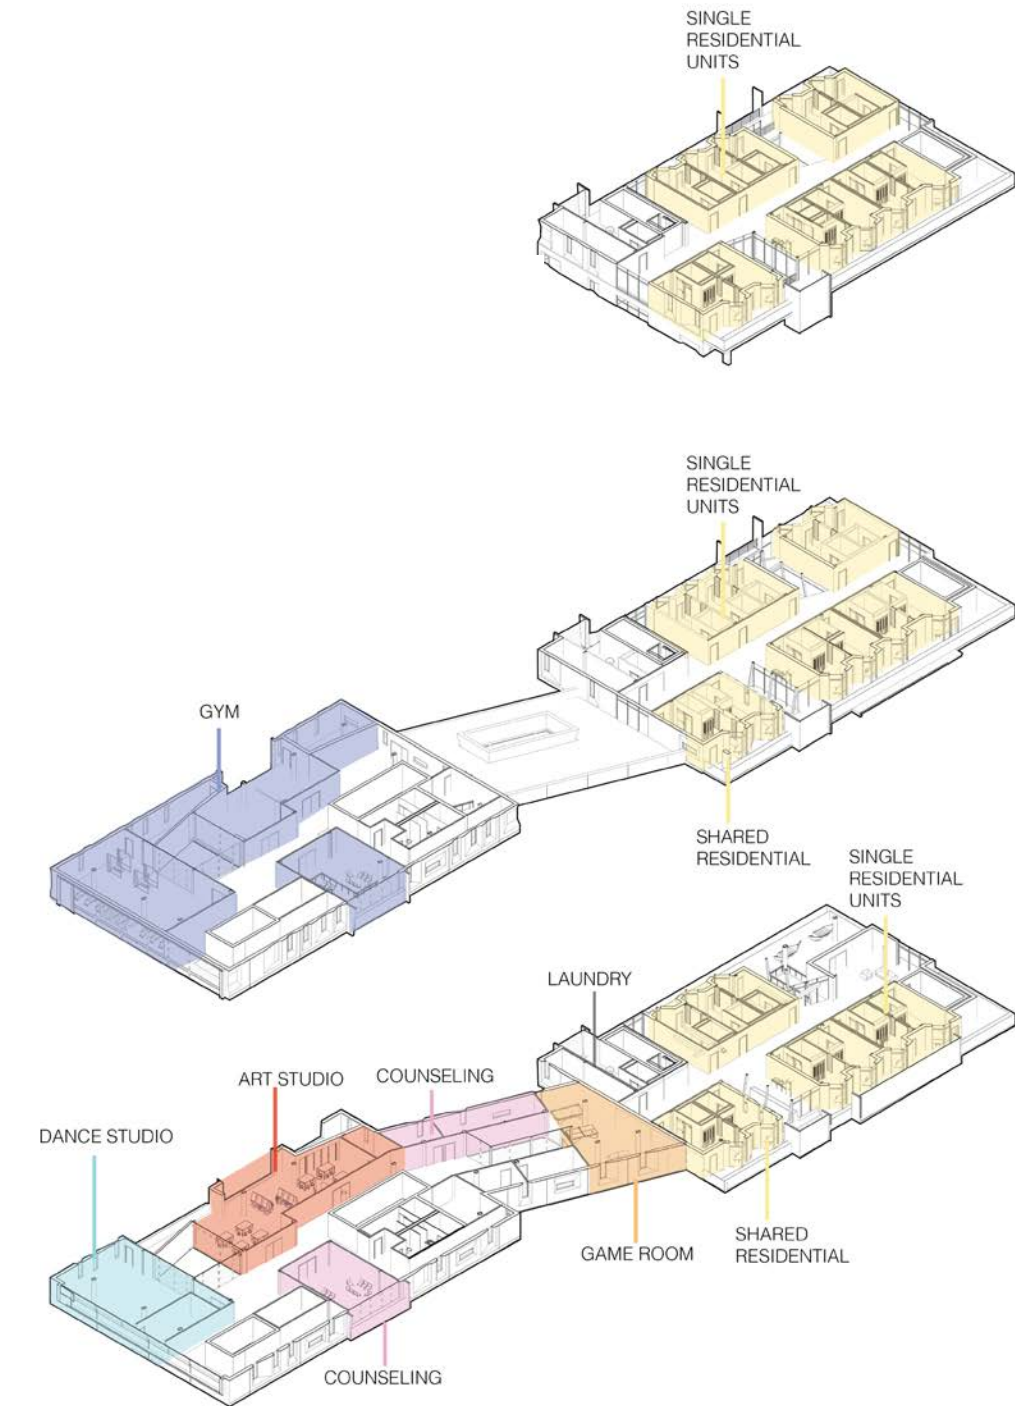 SINGLE
RESIDENTIAL
UNITS
SINGLE
RESIDENTIAL
UNITS
GYM
SHARED
RESIDENTIAL
SINGLE
RESIDENTIAL
UNITS
LAUNDRY
ART STUDIO
COUNSELING
DANCE STUDIO
GAME ROOM
SHARED
RESIDENTIAL
COUNSELING